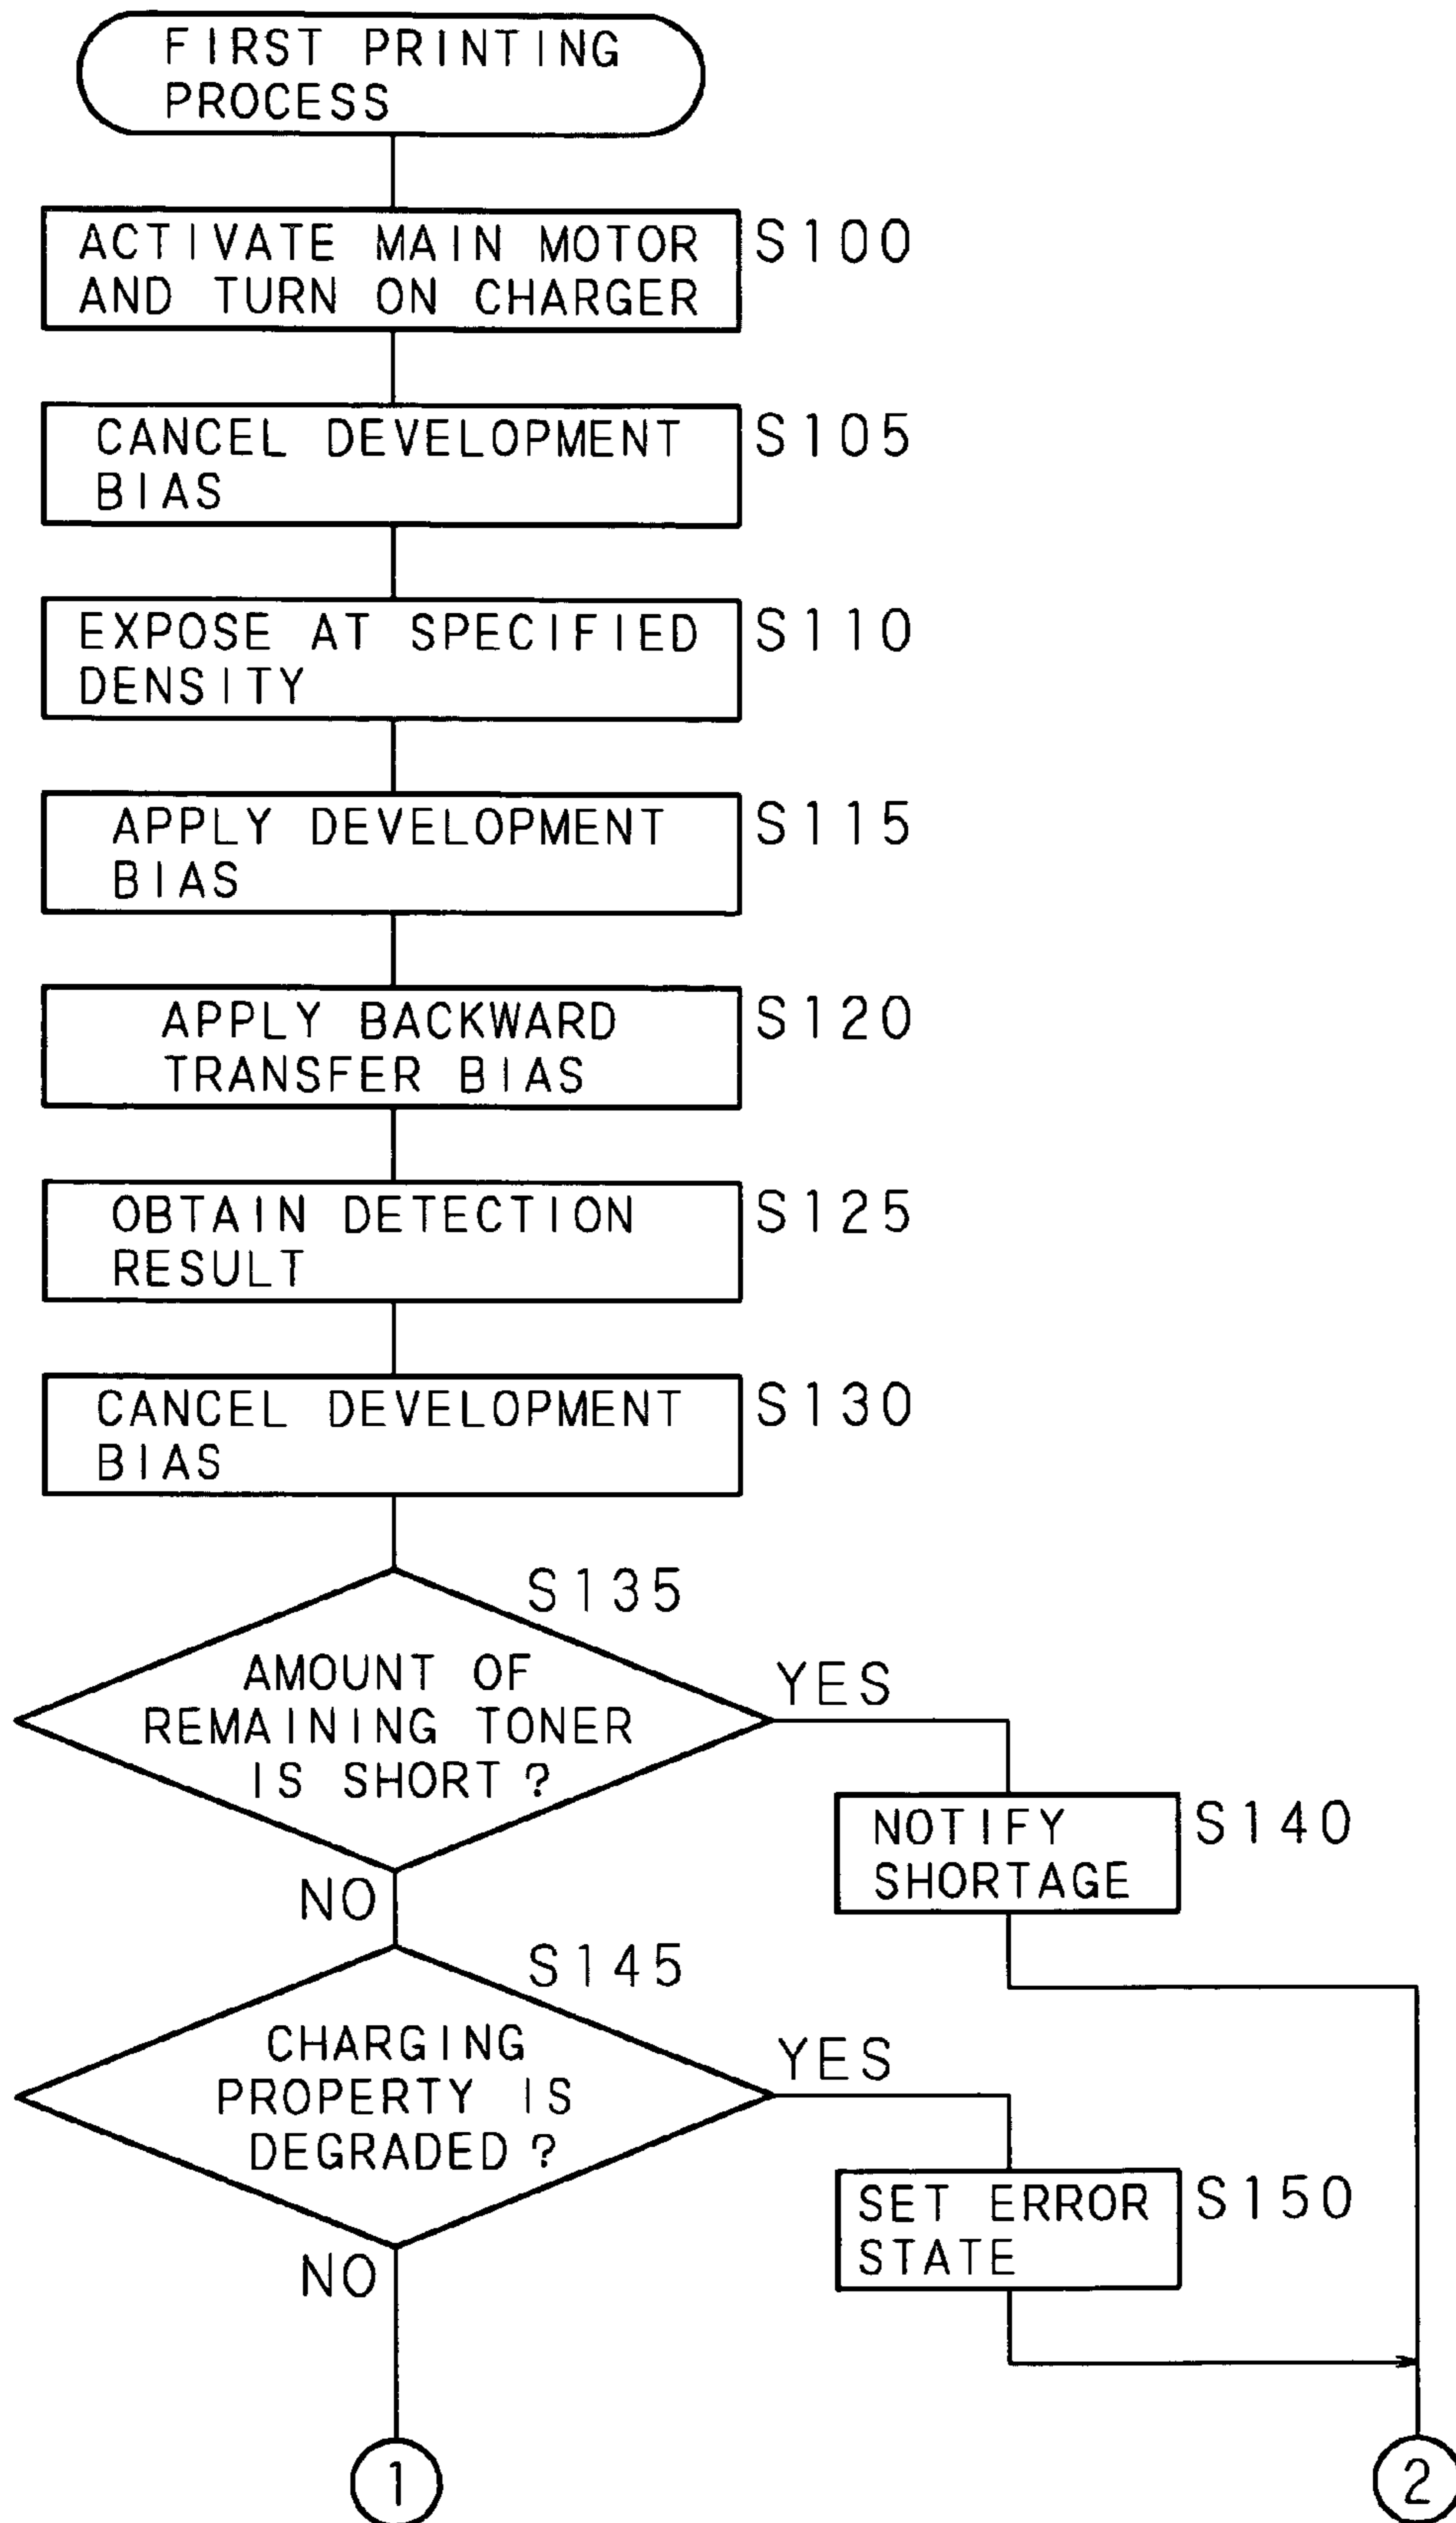 FIRST PRINTING
PROCESS
ACTIVATE MAIN MOTOR
AND TURN ON CHARGER
S100
CANCEL DEVELOPMENT
BIAS
S105
EXPOSE AT SPECIFIED
DENSITY
S110
APPLY DEVELOPMENT
BIAS
S115
APPLY BACKWARD
TRANSFER BIAS
S120
OBTAIN DETECTION
RESULT
S125
CANCEL DEVELOPMENT
BIAS
S130
S135
AMOUNT OF
REMAINING TONER
IS SHORT?
YES
NOTIFY
SHORTAGE
S140
NO
S145
CHARGING
PROPERTY IS
DEGRADED?
YES
SET ERROR
STATE
S150
NO
1
2